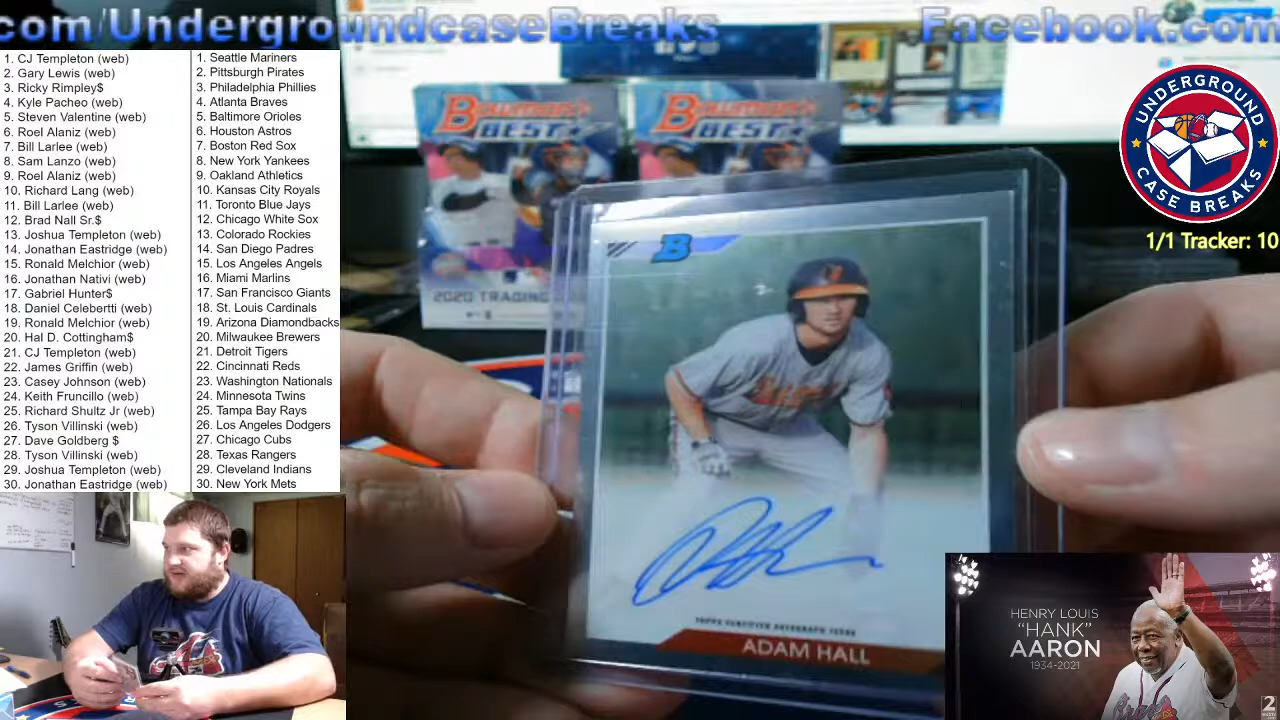 com/UndergroundcaseBreaks
Facebook.com
1. CJ Templeton (web)
2. Gary Lewis (web)
3. Ricky Rimpley$
4. Kyle Pacheo (web)
5. Steven Valentine (web)
6. Roel Alaniz (web)
7. Bill Larlee (web)
8. Sam Lanzo (web)
9. Roel Alaniz (web)
10. Richard Lang (web)
11. Bill Larlee (web)
12. Brad Nall Sr.$
13. Joshua Templeton (web)
14. Jonathan Eastridge (web)
15. Ronald Melchior (web)
16. Jonathan Nativi (web)
17. Gabriel Hunter$
18. Daniel Celebertti (web)
19. Ronald Melchior (web)
20. Hal D. Cottingham$
21. CJ Templeton (web)
22. James Griffin (web)
23. Casey Johnson (web)
24. Keith Fruncillo (web)
25. Richard Shultz Jr (web)
26. Tyson Villinski (web)
27. Dave Goldberg $
28. Tyson Villinski (web)
29. Joshua Templeton (web)
30. Jonathan Eastridge (web)
1. Seattle Mariners
2. Pittsburgh Pirates
3. Philadelphia Phillies
4. Atlanta Braves
5. Baltimore Orioles
6. Houston Astros
7. Boston Red Sox
8. New York Yankees
9. Oakland Athletics
10. Kansas City Royals
11. Toronto Blue Jays
12. Chicago White Sox
13. Colorado Rockies
14. San Diego Padres
15. Los Angeles Angels
16. Miami Marlins
17. San Francisco Giants
18. St. Louis Cardinals
19. Arizona Diamondbacks
20. Milwaukee Brewers
21. Detroit Tigers
22. Cincinnati Reds
23. Washington Nationals
24. Minnesota Twins
25. Tampa Bay Rays
26. Los Angeles Dodgers
27. Chicago Cubs
28. Texas Rangers
29. Cleveland Indians
30. New York Mets
BOWMAN'S
BEST
BOWMAN'S
BEST
2020 TRADING
B
TOPPS CERTIFIED AUTOGRAPH ISSUE
ADAM HALL
UNDERGROUND
CASE BREAKS
1/1 Tracker: 10
HENRY LOUIS
"HANK"
AARON
1934-2021
2